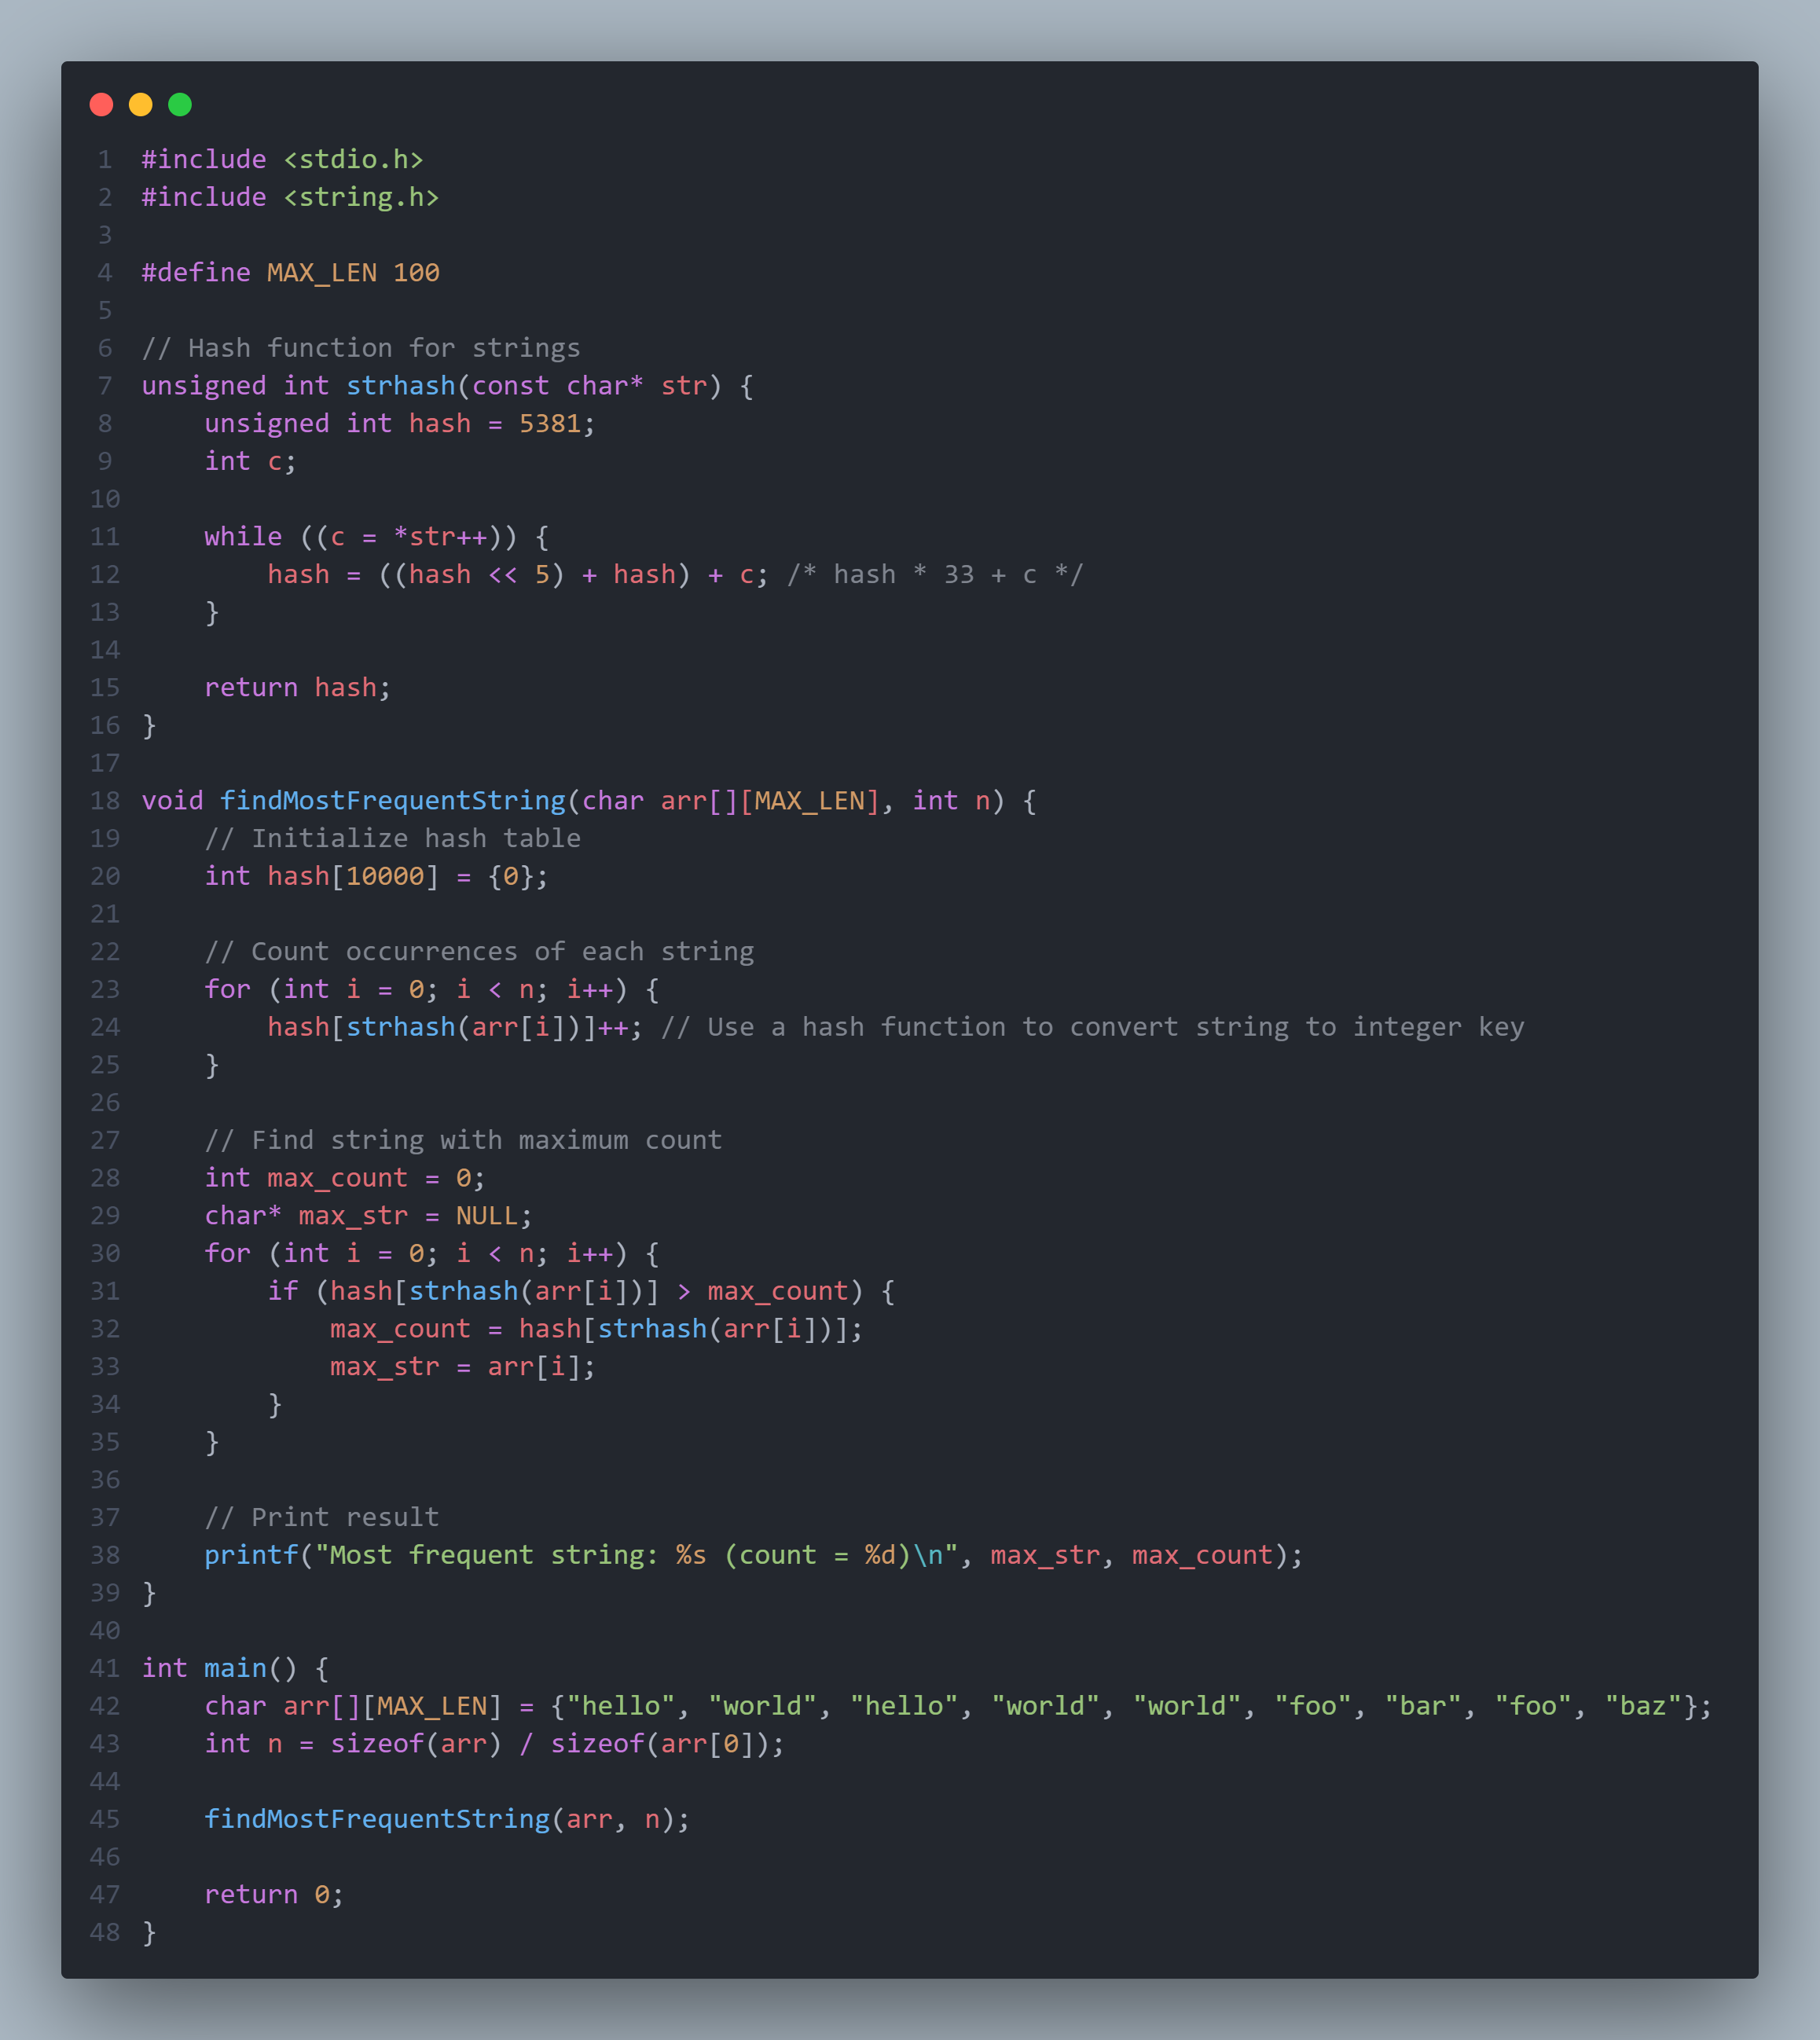 1 #include <stdio.h>
2 #include <string.h>
3
4 #define MAX_LEN 100
5
6 // Hash function for strings
7 unsigned int strhash(const char* str) {
8     unsigned int hash = 5381;
9     int c;
10
11     while ((c = *str++)) {
12         hash = ((hash << 5) + hash) + c; /* hash * 33 + c */
13     }
14
15     return hash;
16 }
17
18 void findMostFrequentString(char arr[][MAX_LEN], int n) {
19     // Initialize hash table
20     int hash[10000] = {0};
21
22     // Count occurrences of each string
23     for (int i = 0; i < n; i++) {
24         hash[strhash(arr[i])]++; // Use a hash function to convert string to integer key
25     }
26
27     // Find string with maximum count
28     int max_count = 0;
29     char* max_str = NULL;
30     for (int i = 0; i < n; i++) {
31         if (hash[strhash(arr[i])] > max_count) {
32             max_count = hash[strhash(arr[i])];
33             max_str = arr[i];
34         }
35     }
36
37     // Print result
38     printf("Most frequent string: %s (count = %d)\n", max_str, max_count);
39 }
40
41 int main() {
42     char arr[][MAX_LEN] = {"hello", "world", "hello", "world", "world", "foo", "bar", "foo", "baz"};
43     int n = sizeof(arr) / sizeof(arr[0]);
44
45     findMostFrequentString(arr, n);
46
47     return 0;
48 }